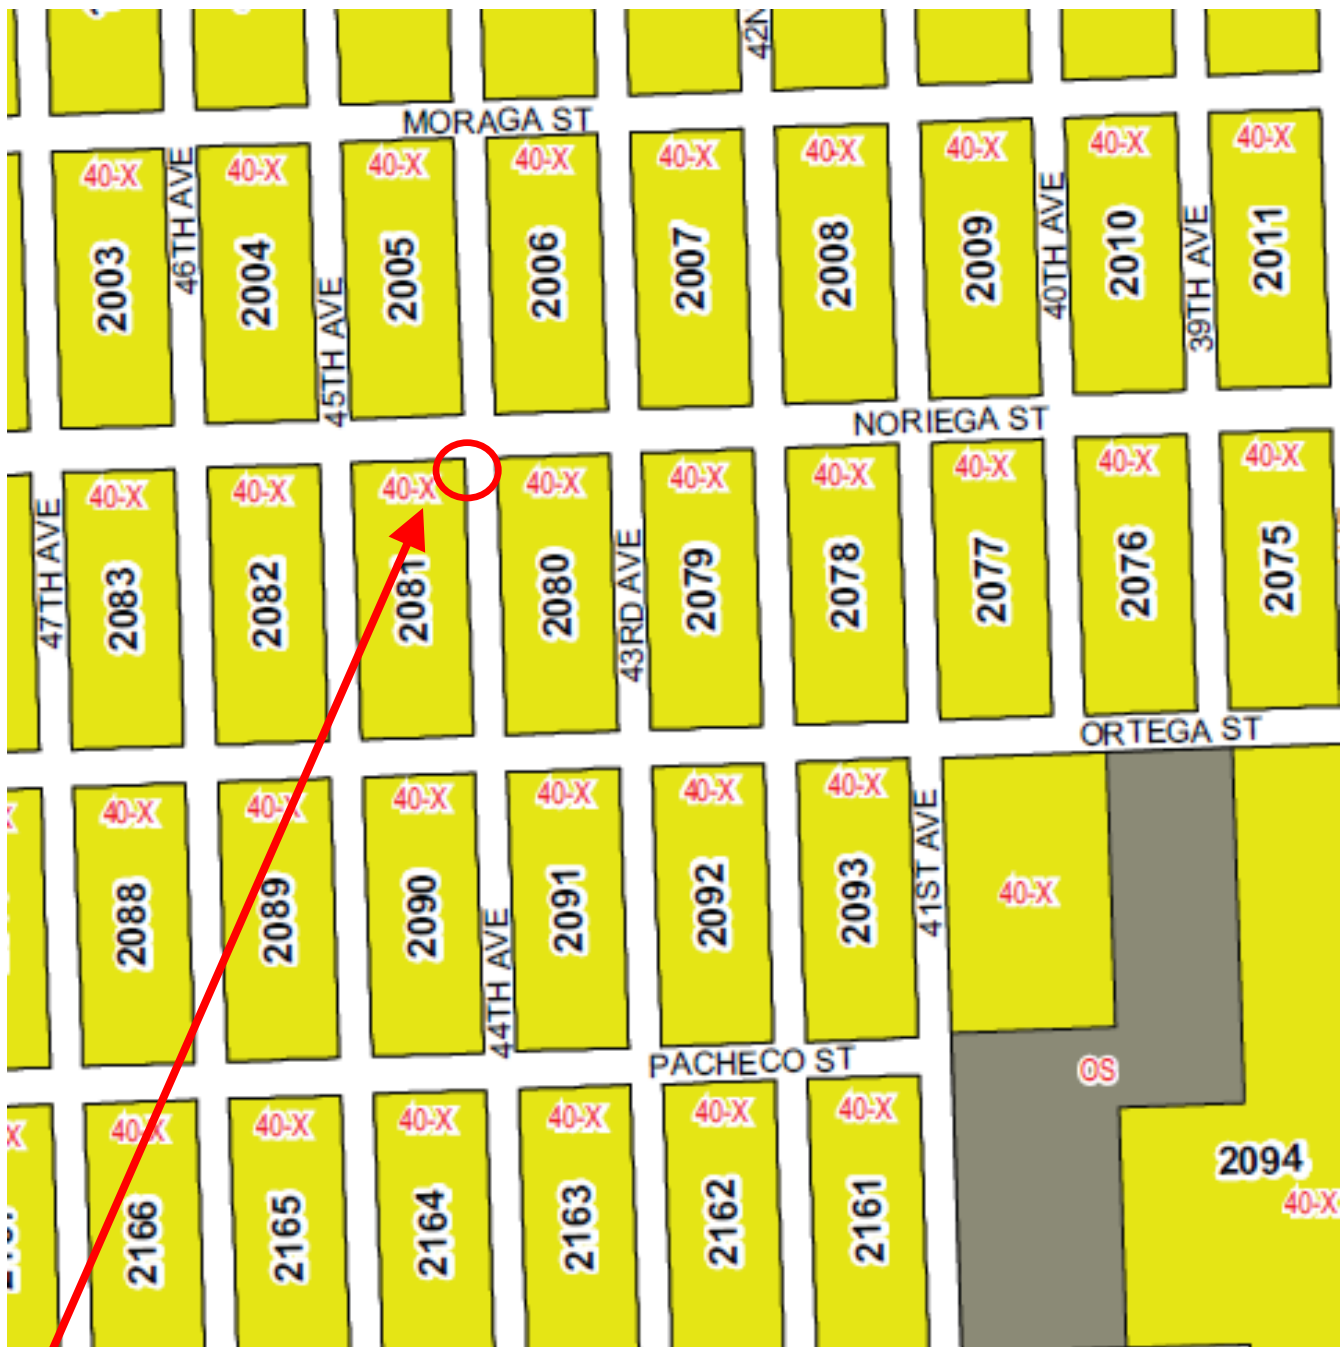 42N
MORAGA ST
40-X
40-X
40-X
40-X
40-X
40-X
40-X
40-X
40-X
46TH AVE
45TH AVE
40TH AVE
39TH AVE
2003
2004
2005
2006
2007
2008
2009
2010
2011
NORIEGA ST
40-X
40-X
40-X
40-X
40-X
40-X
40-X
40-X
40-X
47TH AVE
43RD AVE
2083
2082
2081
2080
2079
2078
2077
2076
2075
ORTEGA ST
X
40-X
40-X
40-X
40-X
40-X
40-X
40-X
41ST AVE
44TH AVE
2088
2089
2090
2091
2092
2093
PACHECO ST
OS
X
40-X
40-X
40-X
40-X
40-X
40-X
2166
2165
2164
2163
2162
2161
2094
40-X